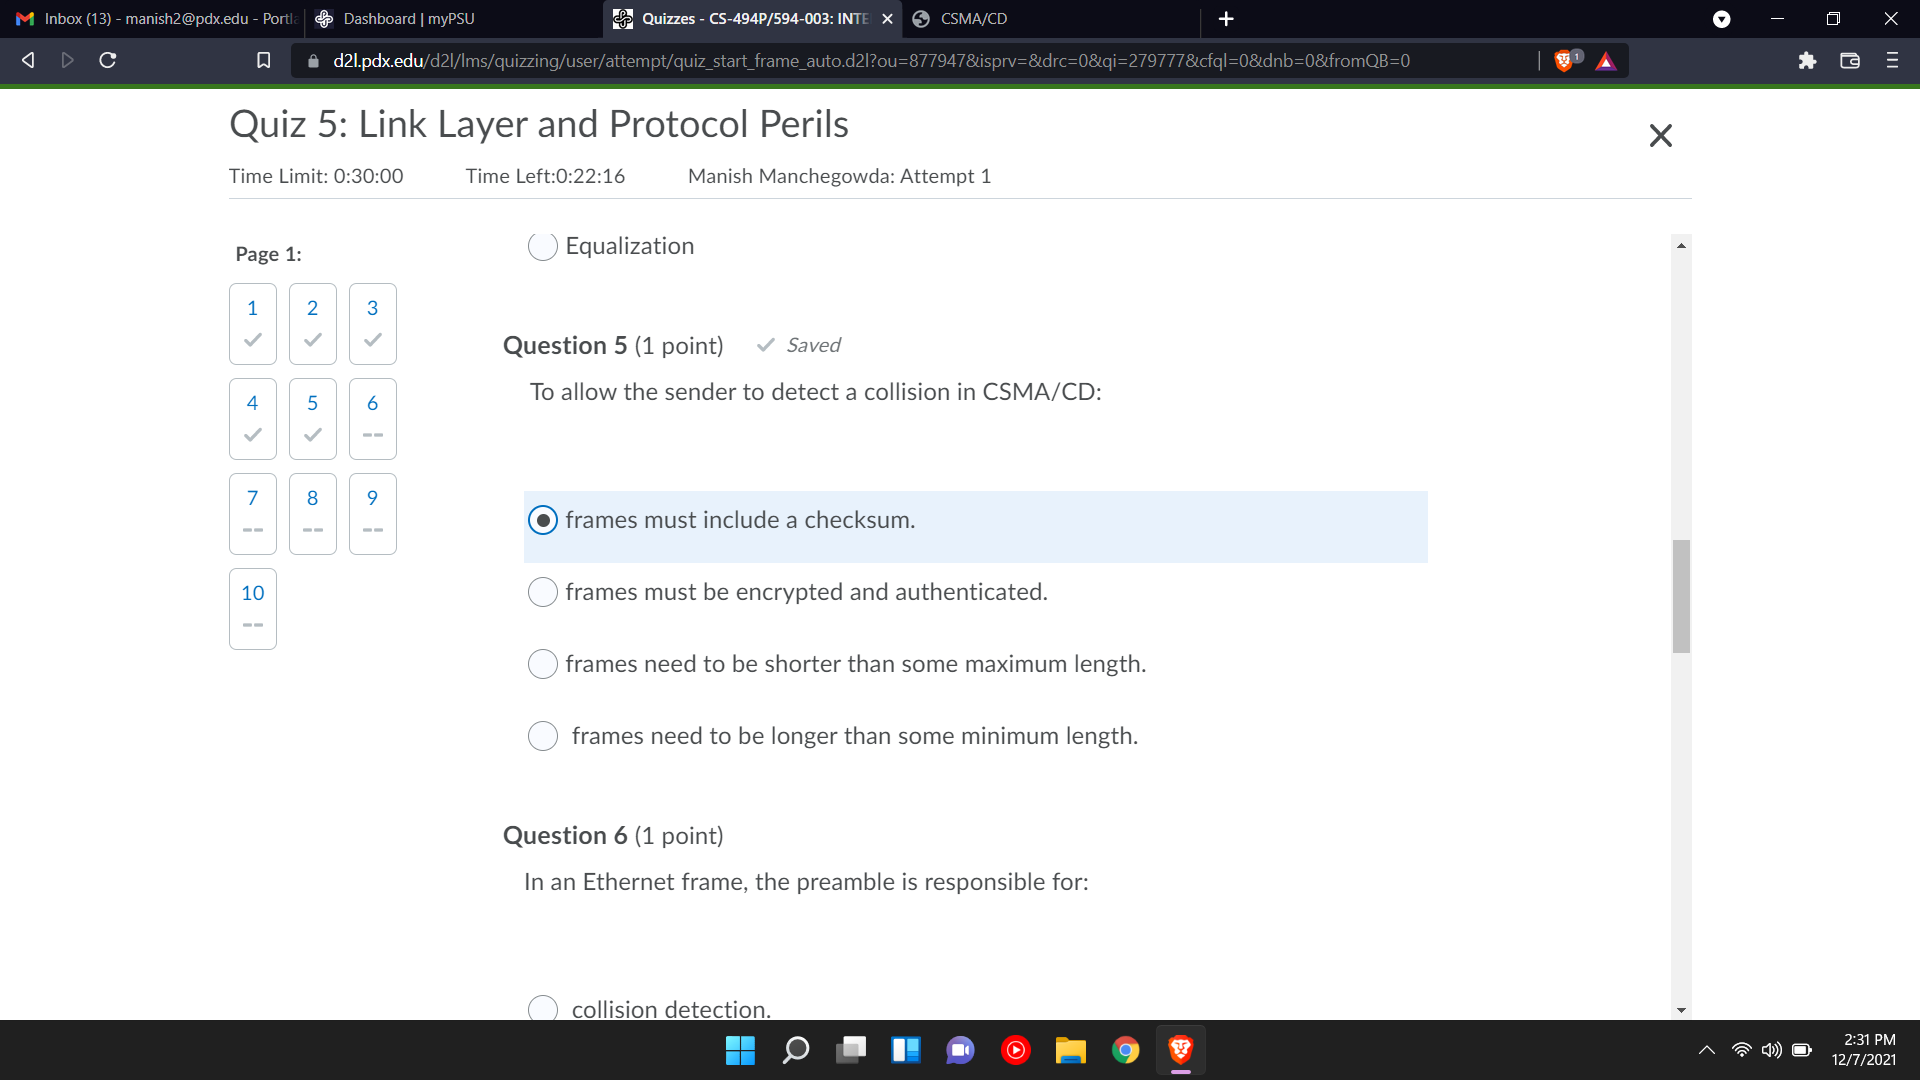 Inbox (13) - manish2@pdx.edu - Portla
Dashboard | myPSU
Quizzes - CS-494P/594-003: INTE
CSMA/CD
d2l.pdx.edu/d2l/lms/quizzing/user/attempt/quiz_start_frame_auto.d2l?ou=877947&isprv=&drc=0&qi=279777&cfql=0&dnb=0&fromQB=0
1
Quiz 5: Link Layer and Protocol Perils
Time Limit: 0:30:00 Time Left:0:22:16 Manish Manchegowda: Attempt 1
Page 1:
1 2 3
4 5 6
--
7 8 9
-- -- --
10
--
Equalization
Question 5 (1 point) Saved
To allow the sender to detect a collision in CSMA/CD:
frames must include a checksum.
frames must be encrypted and authenticated.
frames need to be shorter than some maximum length.
frames need to be longer than some minimum length.
Question 6 (1 point)
In an Ethernet frame, the preamble is responsible for:
collision detection.
2:31 PM
12/7/2021